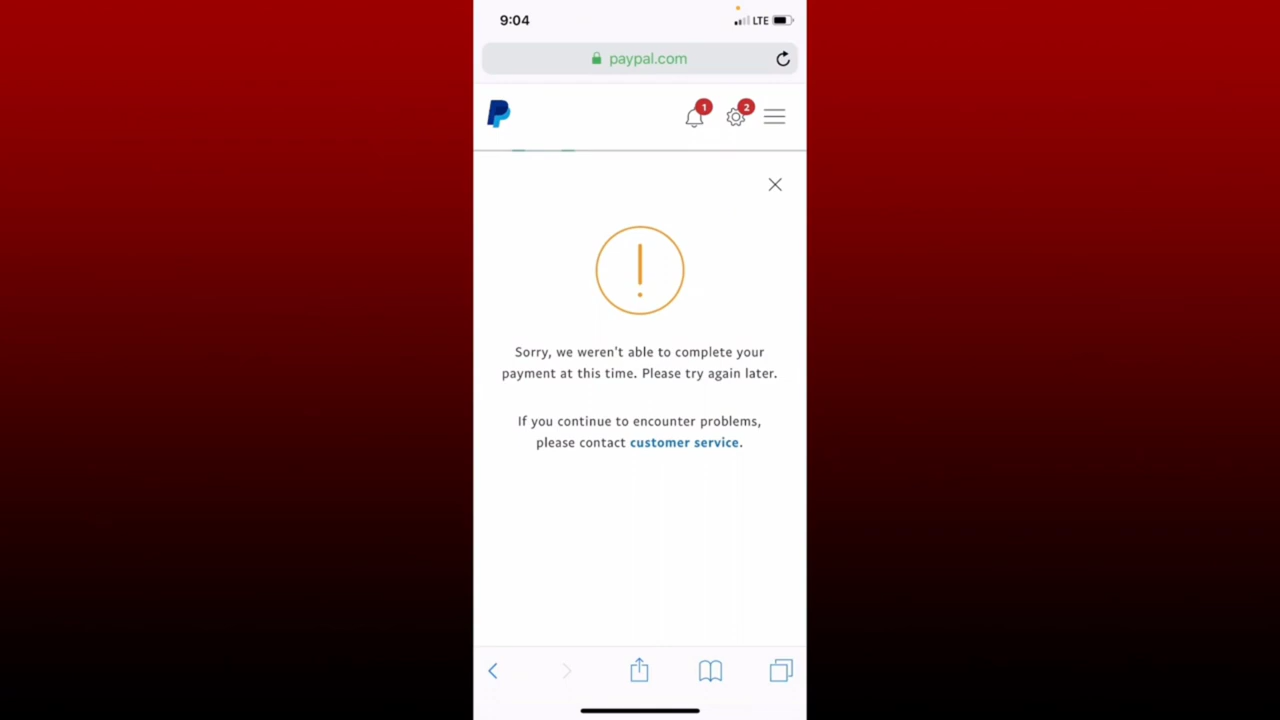 9:04
LTE
paypal.com
1
2
Sorry, we weren't able to complete your
payment at this time. Please try again later.
If you continue to encounter problems,
please contact customer service.